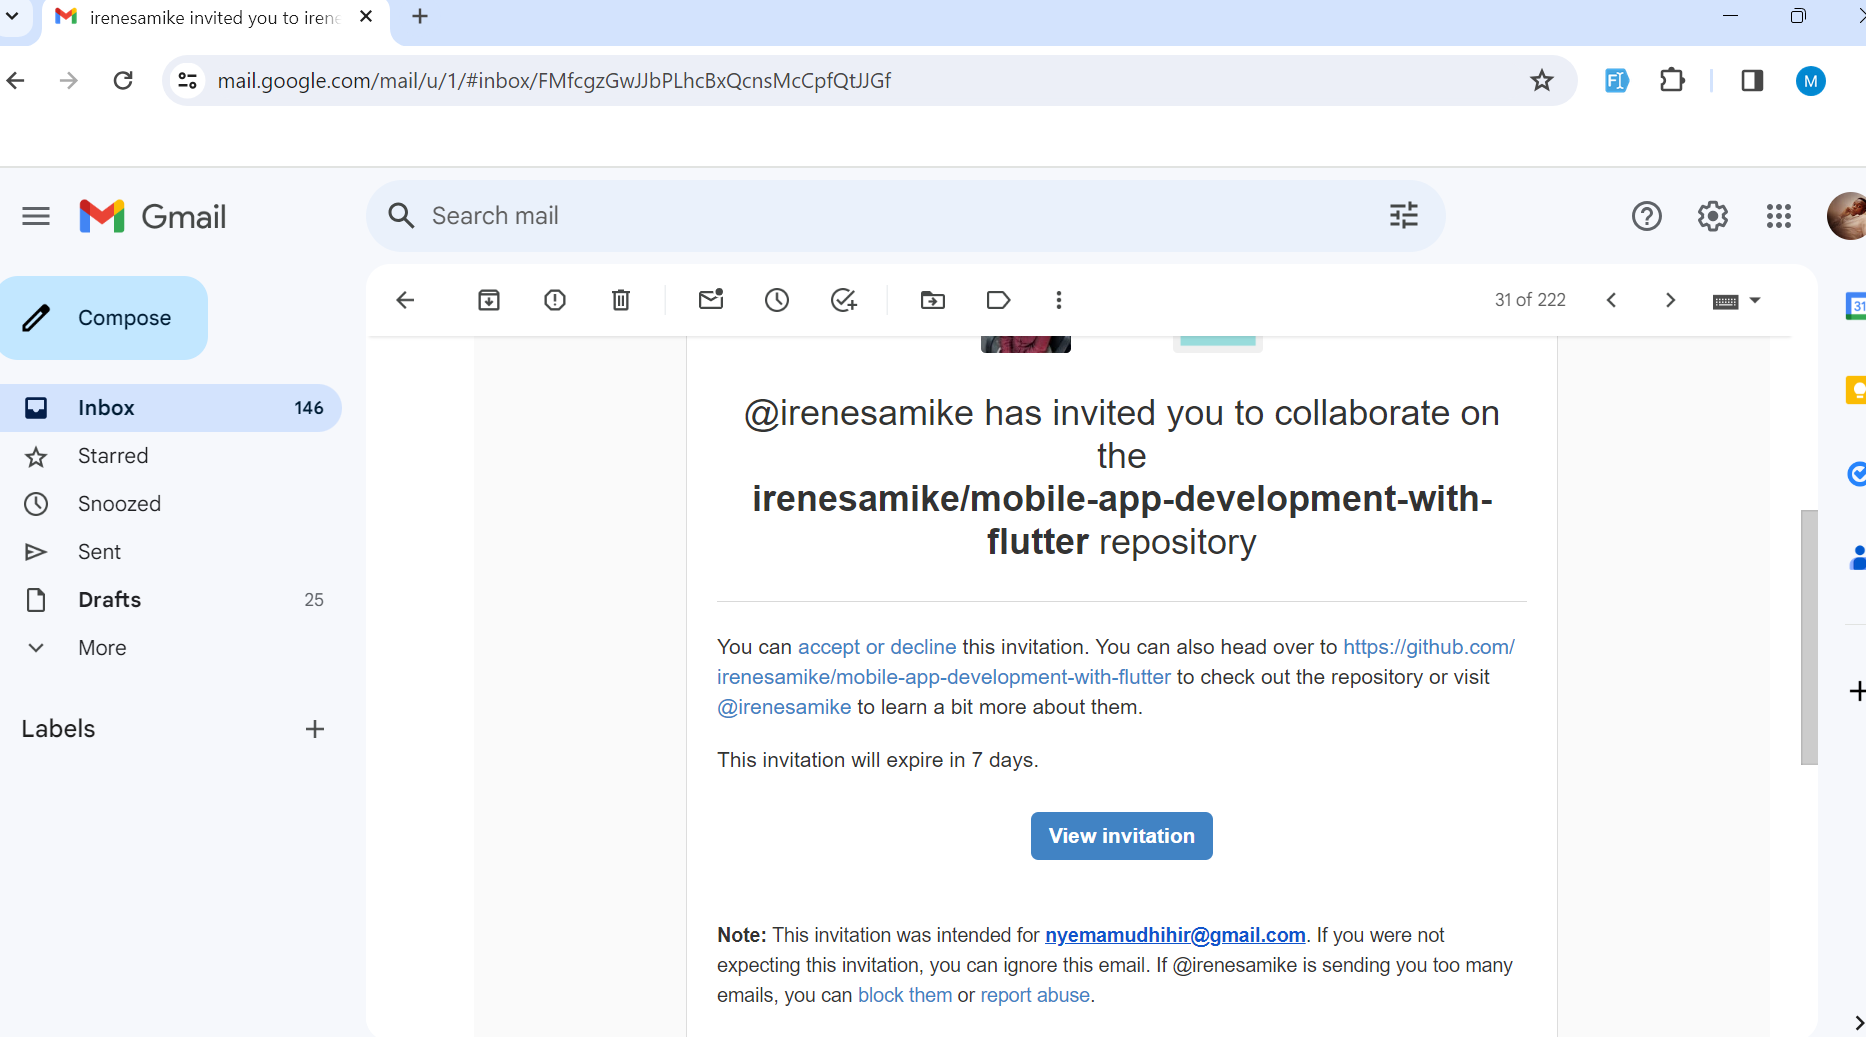 irenesamike invited you to irene
mail.google.com/mail/u/1/#inbox/FMfcgzGwJJbPLhcBxQcnsMcCpfQtJJGf
M
Gmail
Search mail
Compose
31 of 222
31
Inbox 146
Starred
Snoozed
Sent
Drafts 25
More
Labels
@irenesamike has invited you to collaborate on
the
irenesamike/mobile-app-development-with-
flutter repository
You can accept or decline this invitation. You can also head over to https://github.com/
irenesamike/mobile-app-development-with-flutter to check out the repository or visit
@irenesamike to learn a bit more about them.
This invitation will expire in 7 days.
View invitation
Note: This invitation was intended for nyemamudhihir@gmail.com. If you were not
expecting this invitation, you can ignore this email. If @irenesamike is sending you too many
emails, you can block them or report abuse.